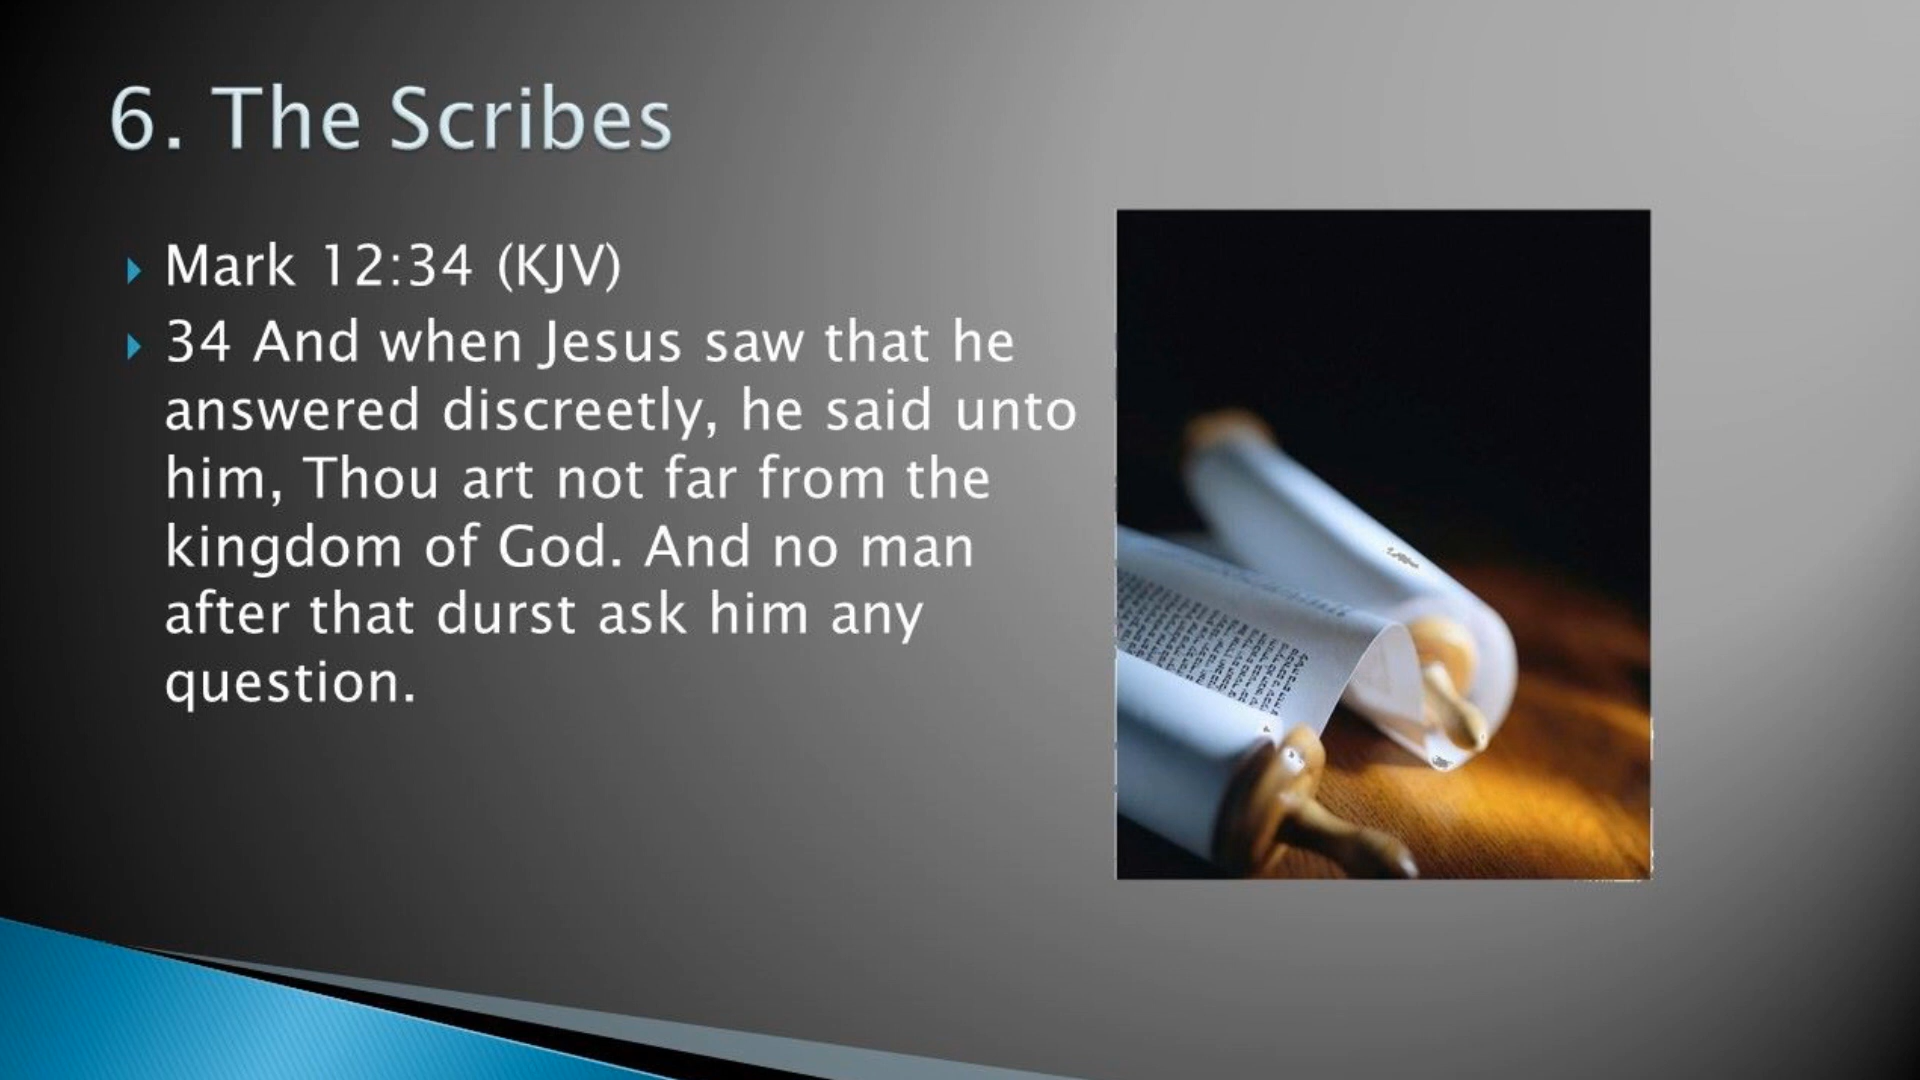 6. The Scribes
Mark 12:34 (KJV)
34 And when Jesus saw that he
answered discreetly, he said unto
him, Thou art not far from the
kingdom of God. And no man
after that durst ask him any
question.